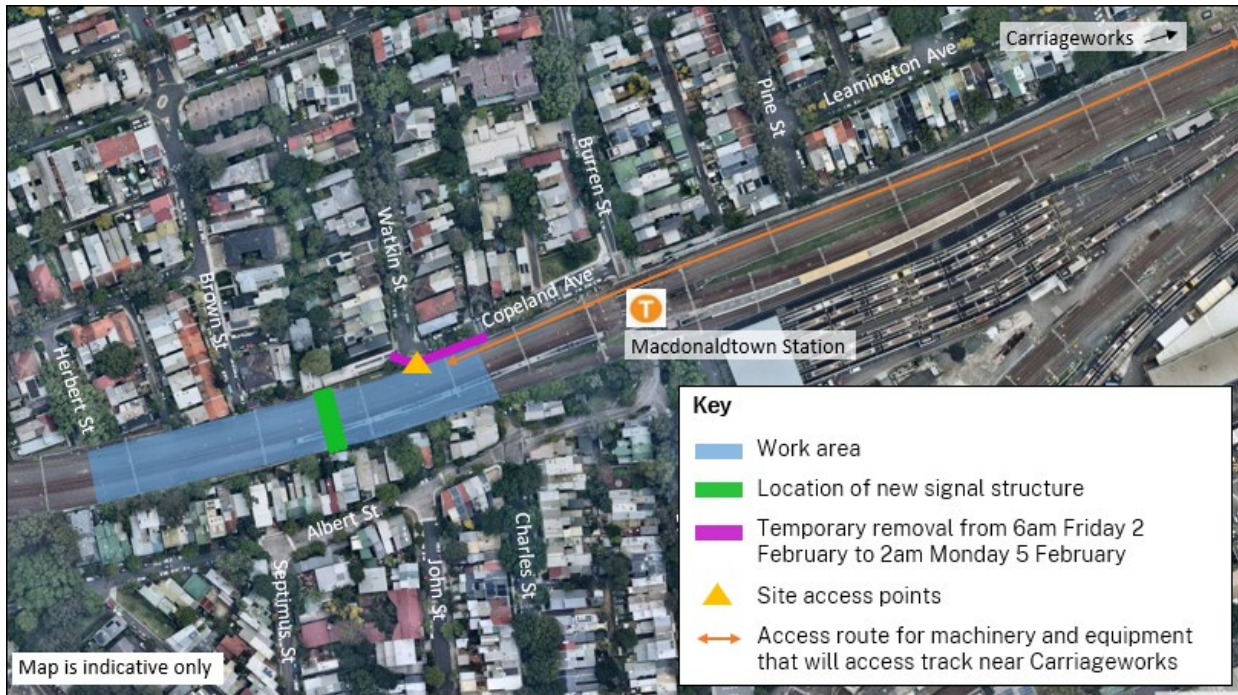 Carriageworks
Leamington Ave
Pine St
Burren St
Watkin St
Copeland Ave
Brown St
T
Macdonaldtown Station
Herbert St
Albert St
Charles St
John St
Septimus St
Map is indicative only
Key
Work area
Location of new signal structure
Temporary removal from 6am Friday 2
February to 2am Monday 5 February
Site access points
Access route for machinery and equipment
that will access track near Carriageworks